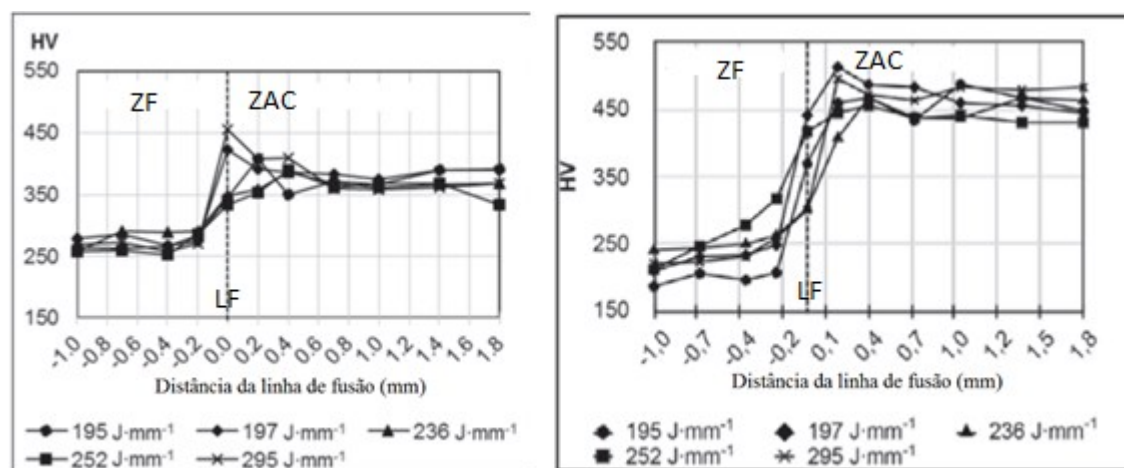 HV
550
450
350
250
150
ZF
ZAC
LF
-1.0
-0.8
-0.6
-0.4
-0.2
0.0
0.2
0.4
0.6
0.8
1.0
1.2
1.4
1.6
1.8
Distância da linha de fusão (mm)
195 J·mm⁻¹ 197 J·mm⁻¹ 236 J·mm⁻¹
252 J·mm⁻¹ 295 J·mm⁻¹
550
450
350
250
150
HV
ZF
ZAC
LF
-1,0
-0,7
-0,4
-0,2
0,1
0,4
0,7
1,0
1,2
1,5
1,8
Distância da linha de fusão (mm)
195 J·mm⁻¹ 197 J·mm⁻¹ 236 J·mm⁻¹
252 J·mm⁻¹ 295 J·mm⁻¹